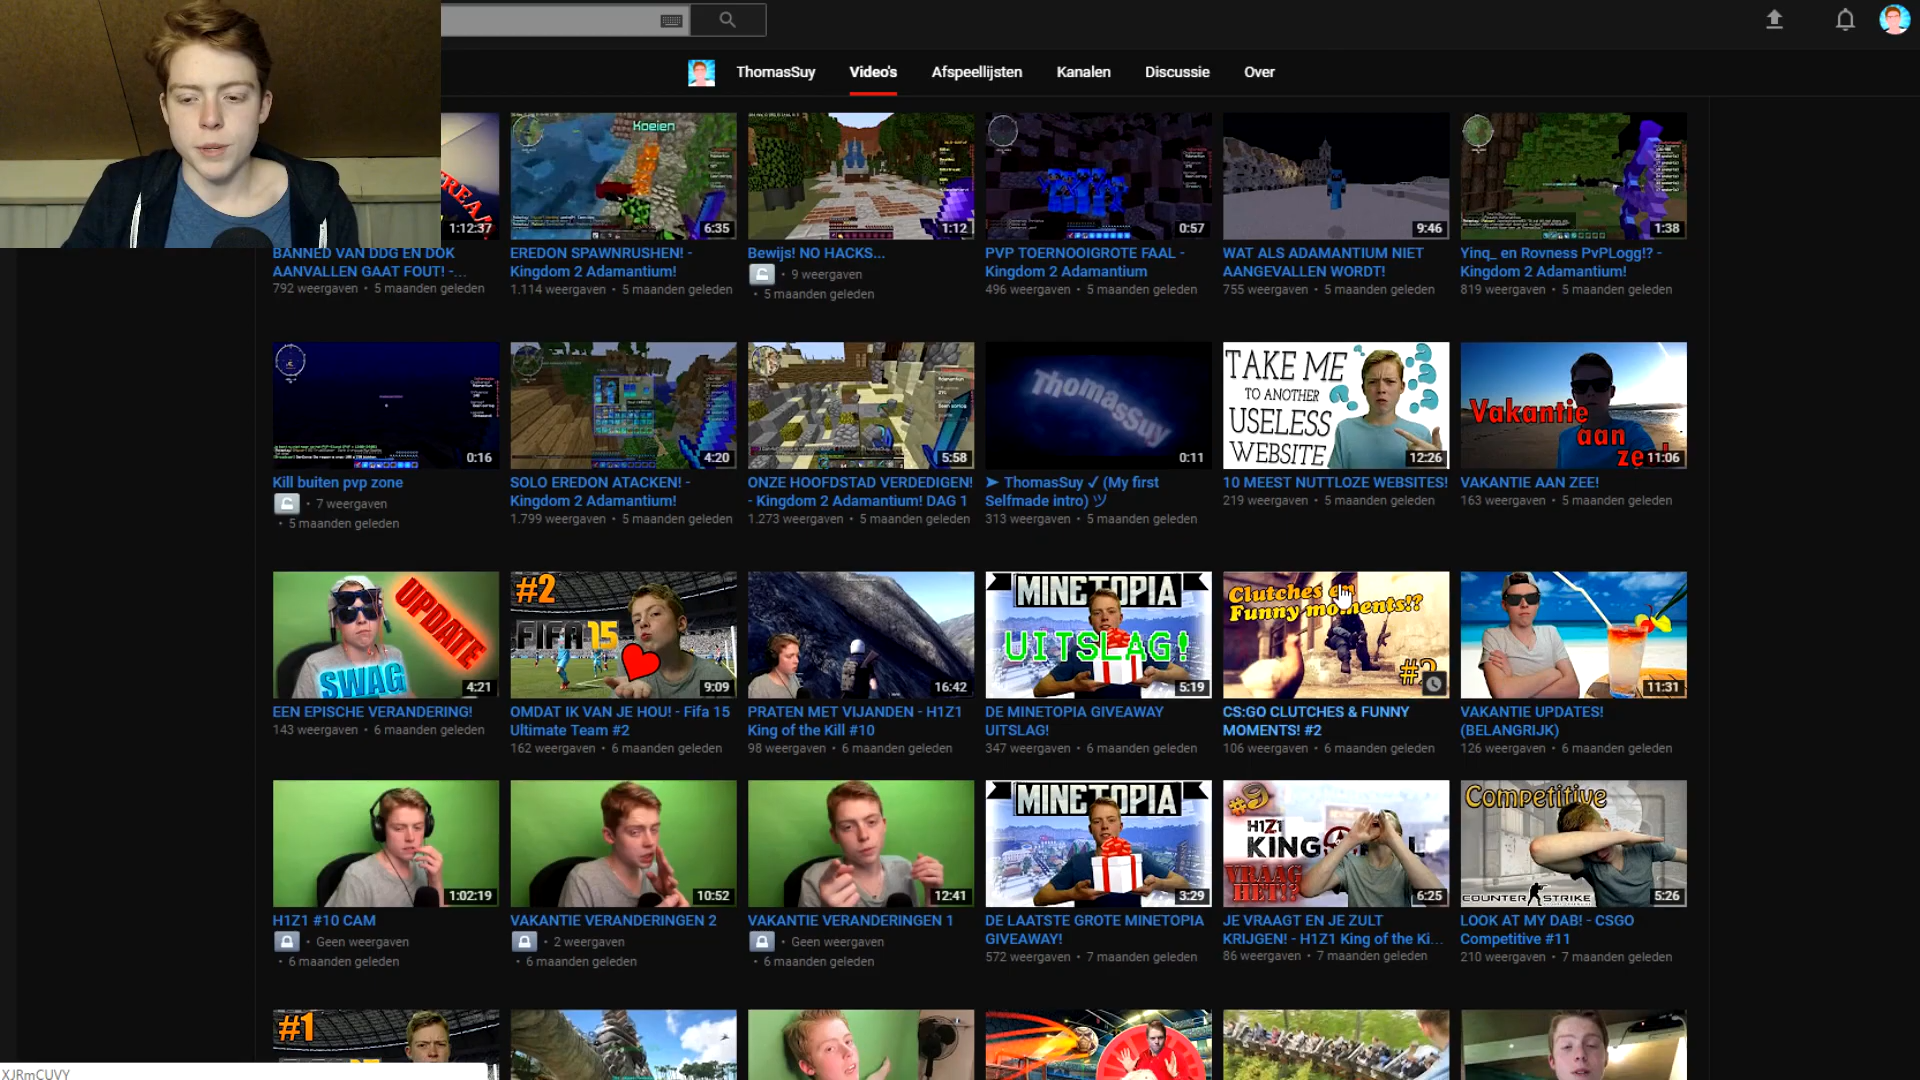 ThomasSuy
Video's
Afspeellijsten
Kanalen
Discussie
Over
1:12:37
Koeien
6:35
1:12
0:57
9:46
1:38
BANNED VAN DDG EN DOK
AANVALLEN GAAT FOUT! -...
792 weergaven • 5 maanden geleden
EREDON SPAWNRUSHEN! -
Kingdom 2 Adamantium!
1.114 weergaven • 5 maanden geleden
Bewijs! NO HACKS...
• 9 weergaven
• 5 maanden geleden
PVP TOERNOOIGROTE FAAL -
Kingdom 2 Adamantium
496 weergaven • 5 maanden geleden
WAT ALS ADAMANTIUM NIET
AANGEVALLEN WORDT!
755 weergaven • 5 maanden geleden
Yinq_ en Rovness PvPLogg!? -
Kingdom 2 Adamantium!
819 weergaven • 5 maanden geleden
0:16
4:20
5:58
ThomasSuy
0:11
TAKE ME
TO ANOTHER
USELESS
WEBSITE
12:26
Vakantie
aan
11:06
Kill buiten pvp zone
• 7 weergaven
• 5 maanden geleden
SOLO EREDON ATACKEN! -
Kingdom 2 Adamantium!
1.799 weergaven • 5 maanden geleden
ONZE HOOFDSTAD VERDEDIGEN!
- Kingdom 2 Adamantium! DAG 1
1.273 weergaven • 5 maanden geleden
➤ ThomasSuy ✓ (My first
Selfmade intro) ツ
313 weergaven • 5 maanden geleden
10 MEEST NUTTLOZE WEBSITES!
219 weergaven • 5 maanden geleden
VAKANTIE AAN ZEE!
163 weergaven • 5 maanden geleden
UPDATE
SWAG
4:21
#2
FIFA 15
9:09
16:42
MINETOPIA
UITSLAG!
5:19
Clutches en
Funny moments!?
11:31
EEN EPISCHE VERANDERING!
143 weergaven • 6 maanden geleden
OMDAT IK VAN JE HOU! - Fifa 15
Ultimate Team #2
162 weergaven • 6 maanden geleden
PRATEN MET VIJANDEN - H1Z1
King of the Kill #10
98 weergaven • 6 maanden geleden
DE MINETOPIA GIVEAWAY
UITSLAG!
347 weergaven • 6 maanden geleden
CS:GO CLUTCHES & FUNNY
MOMENTS! #2
106 weergaven • 6 maanden geleden
VAKANTIE UPDATES!
(BELANGRIJK)
126 weergaven • 6 maanden geleden
1:02:19
10:52
12:41
MINETOPIA
3:29
#9
H1Z1
VRAAG
HET!?
6:25
Competitive
COUNTER STRIKE
5:26
H1Z1 #10 CAM
• Geen weergaven
• 6 maanden geleden
VAKANTIE VERANDERINGEN 2
• 2 weergaven
• 6 maanden geleden
VAKANTIE VERANDERINGEN 1
• Geen weergaven
• 6 maanden geleden
DE LAATSTE GROTE MINETOPIA
GIVEAWAY!
572 weergaven • 7 maanden geleden
JE VRAAGT EN JE ZULT
KRIJGEN! - H1Z1 King of the Ki...
86 weergaven • 7 maanden geleden
LOOK AT MY DAB! - CSGO
Competitive #11
210 weergaven • 7 maanden geleden
#1
XJRmCUVY